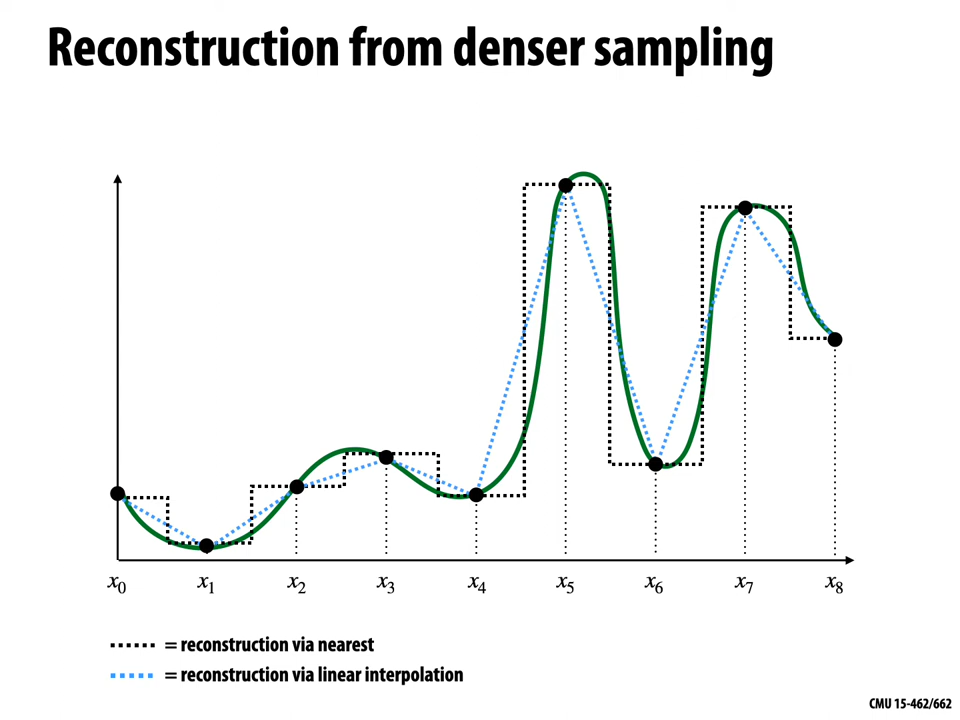 Reconstruction from denser sampling
x₀ x₁ x₂ x₃ x₄ x₅ x₆ x₇ x₈
= reconstruction via nearest
= reconstruction via linear interpolation
CMU 15-462/662